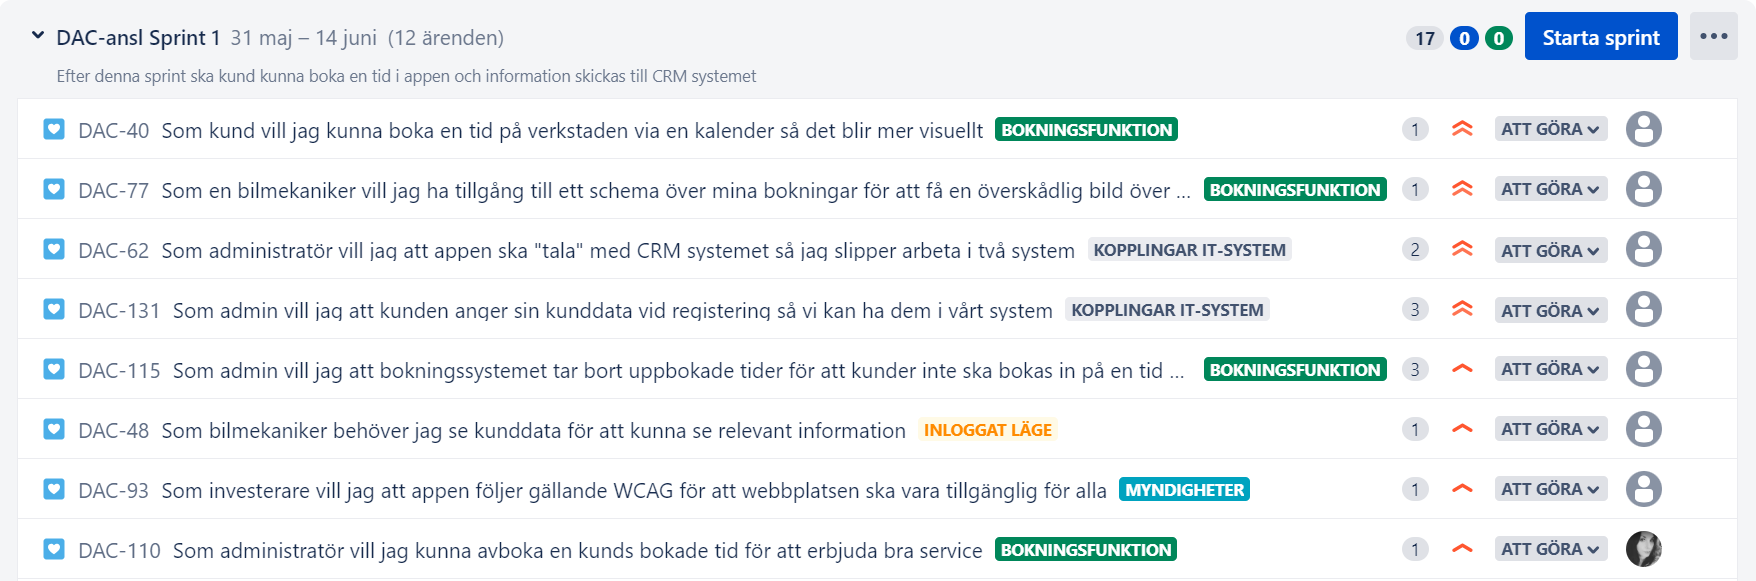 DAC-ansl Sprint 1 31 maj – 14 juni (12 ärenden) 17 0 0 Starta sprint
Efter denna sprint ska kund kunna boka en tid i appen och information skickas till CRM systemet
DAC-40 Som kund vill jag kunna boka en tid på verkstaden via en kalender så det blir mer visuellt BOKNINGSFUNKTION 1 ATT GÖRA
DAC-77 Som en bilmekaniker vill jag ha tillgång till ett schema över mina bokningar för att få en överskådlig bild över ... BOKNINGSFUNKTION 1 ATT GÖRA
DAC-62 Som administratör vill jag att appen ska "tala" med CRM systemet så jag slipper arbeta i två system KOPPLINGAR IT-SYSTEM 2 ATT GÖRA
DAC-131 Som admin vill jag att kunden anger sin kunddata vid registering så vi kan ha dem i vårt system KOPPLINGAR IT-SYSTEM 3 ATT GÖRA
DAC-115 Som admin vill jag att bokningssystemet tar bort uppbokade tider för att kunder inte ska bokas in på en tid ... BOKNINGSFUNKTION 3 ATT GÖRA
DAC-48 Som bilmekaniker behöver jag se kunddata för att kunna se relevant information INLOGGAT LÄGE 1 ATT GÖRA
DAC-93 Som investerare vill jag att appen följer gällande WCAG för att webbplatsen ska vara tillgänglig för alla MYNDIGHETER 1 ATT GÖRA
DAC-110 Som administratör vill jag kunna avboka en kunds bokade tid för att erbjuda bra service BOKNINGSFUNKTION 1 ATT GÖRA